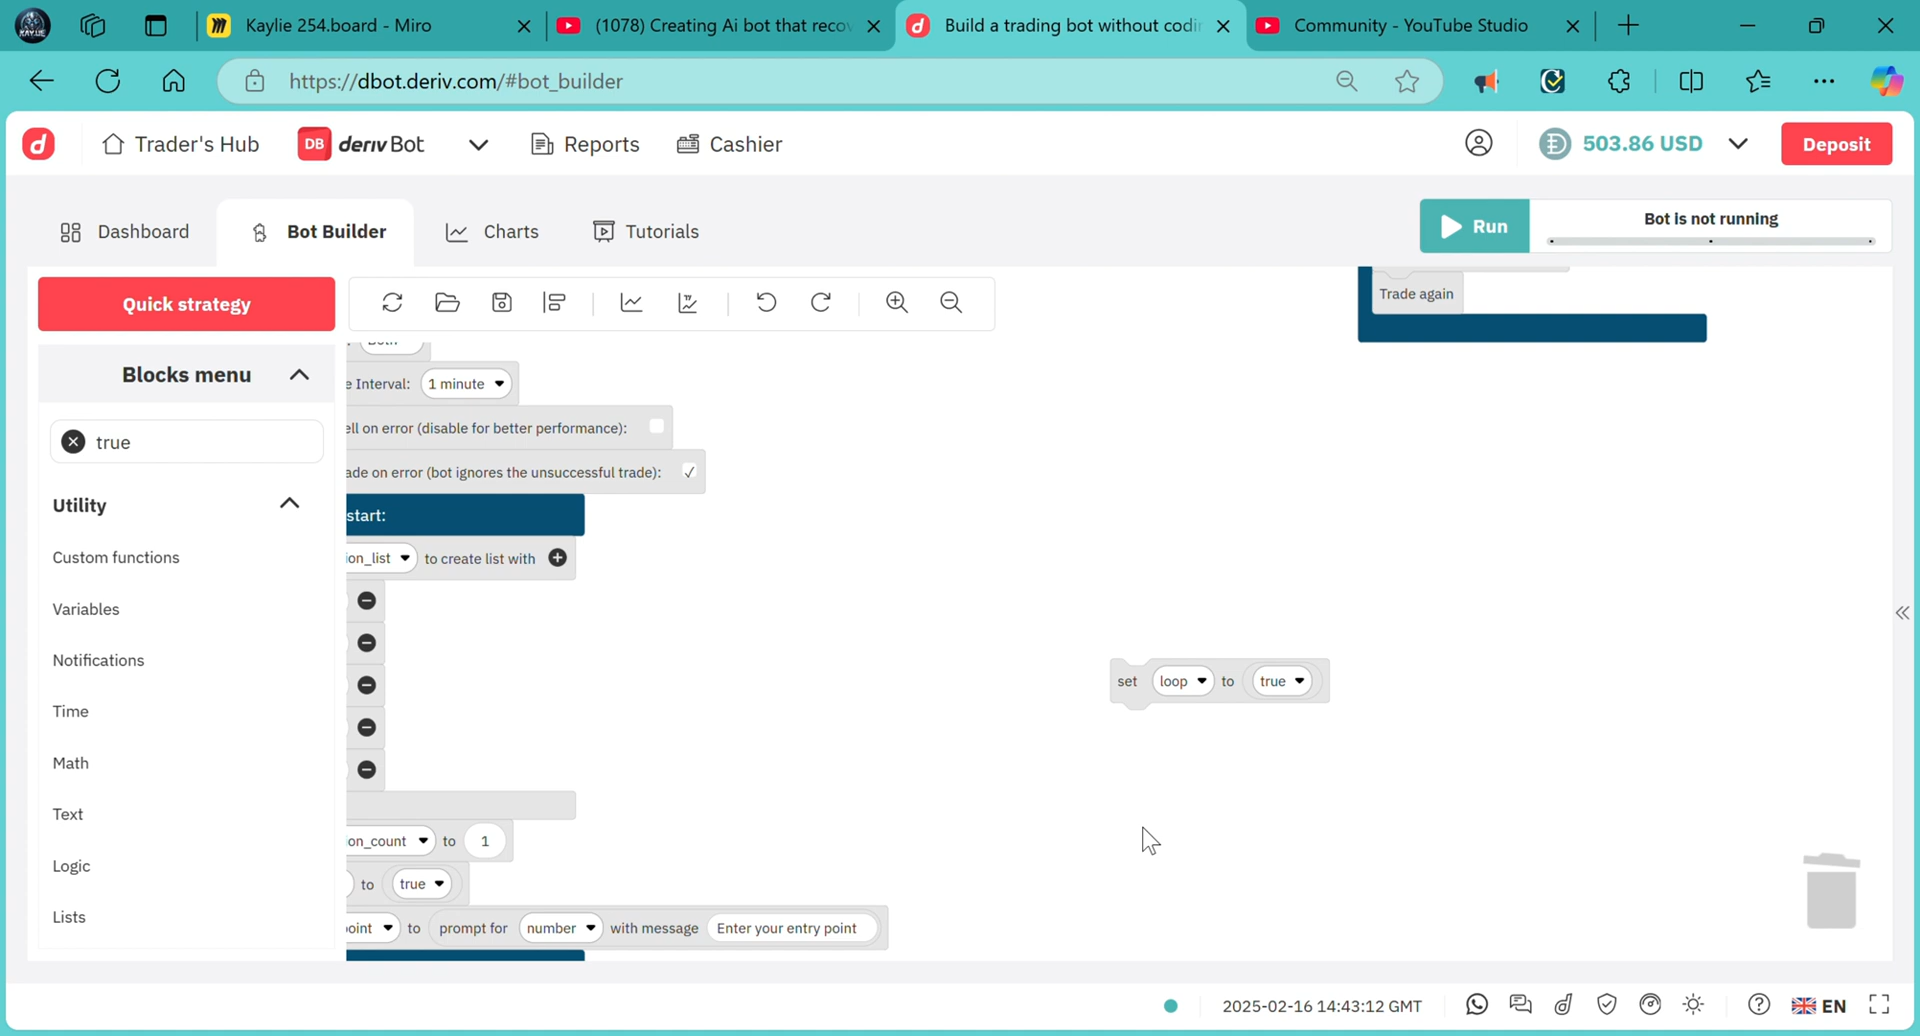 Kaylie 254.board - Miro
(1078) Creating Ai bot that recov
Build a trading bot without codin
Community - YouTube Studio
https://dbot.deriv.com/#bot_builder
Trader's Hub
DB deriv Bot
Reports
Cashier
503.86 USD
Deposit
Dashboard
Bot Builder
Charts
Tutorials
Run
Bot is not running
Quick strategy
Trade again
Blocks menu
e Interval: 1 minute
true
ell on error (disable for better performance):
ade on error (bot ignores the unsuccessful trade):
Utility
start:
Custom functions
ion_list to create list with
Variables
Notifications
set loop to true
Time
Math
Text
ion_count to 1
Logic
to true
Lists
oint to prompt for number with message Enter your entry point
2025-02-16 14:43:12 GMT
EN